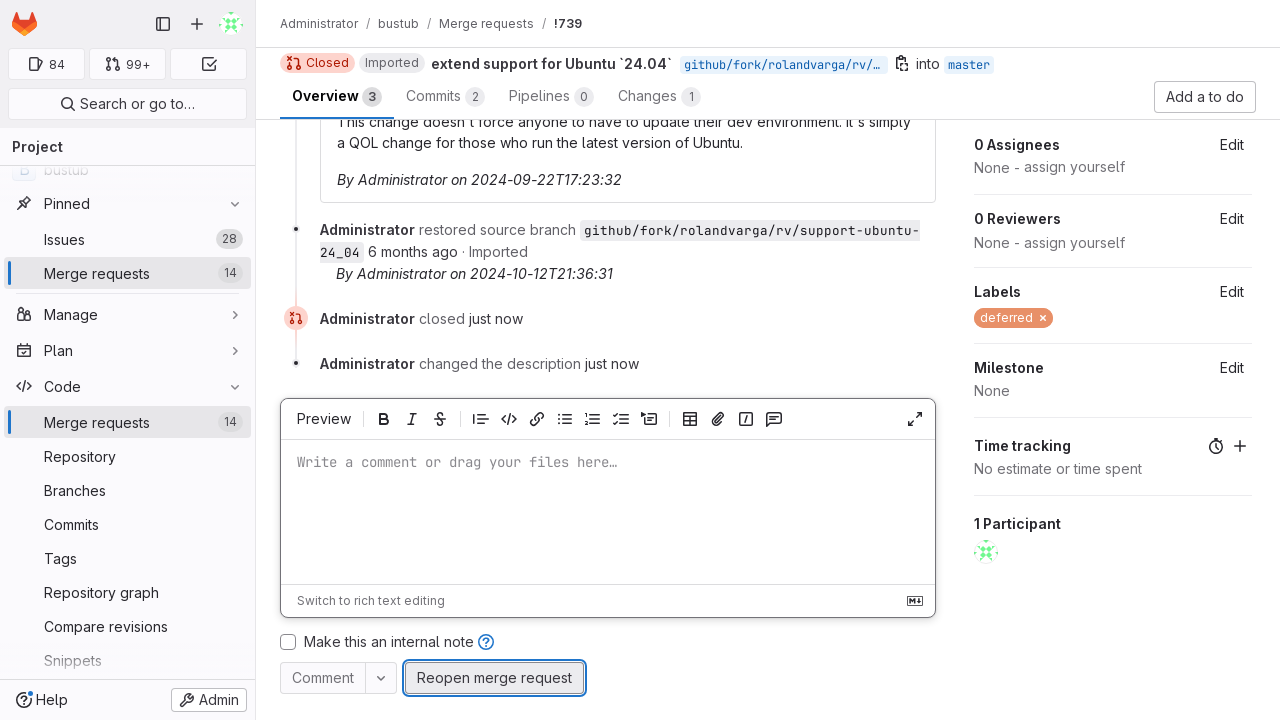 Administrator / bustub / Merge requests / !739
84
99+
Search or go to…
Project
bustub
Pinned
Issues 28
Merge requests 14
Manage
Plan
Code
Merge requests 14
Repository
Branches
Commits
Tags
Repository graph
Compare revisions
Snippets
Help
Admin
Closed Imported extend support for Ubuntu `24.04` github/fork/rolandvarga/rv/… into master
Overview 3 Commits 2 Pipelines 0 Changes 1
Add a to do
This change doesn't force anyone to have to update their dev environment. It's simply
a QOL change for those who run the latest version of Ubuntu.
By Administrator on 2024-09-22T17:23:32
Administrator restored source branch github/fork/rolandvarga/rv/support-ubuntu-
24_04 6 months ago · Imported
By Administrator on 2024-10-12T21:36:31
Administrator closed just now
Administrator changed the description just now
Preview
Write a comment or drag your files here…
Switch to rich text editing
Make this an internal note
Comment
Reopen merge request
0 Assignees Edit
None - assign yourself
0 Reviewers Edit
None - assign yourself
Labels Edit
deferred ×
Milestone Edit
None
Time tracking
No estimate or time spent
1 Participant